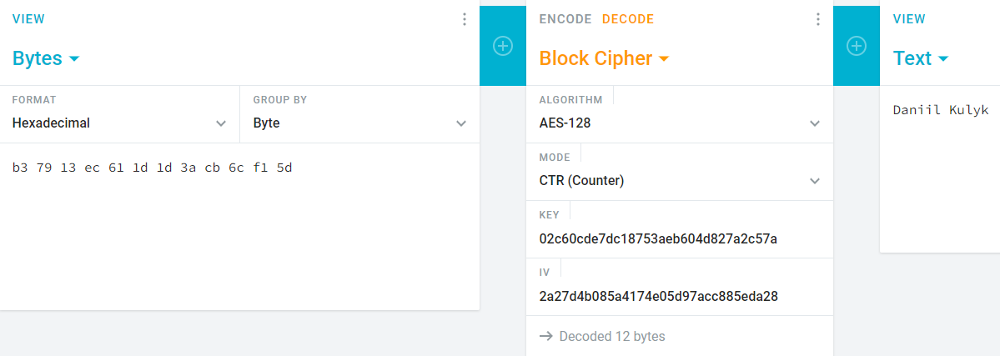 VIEW
Bytes
FORMAT
Hexadecimal
GROUP BY
Byte
b3 79 13 ec 61 1d 1d 3a cb 6c f1 5d
ENCODE DECODE
Block Cipher
ALGORITHM
AES-128
MODE
CTR (Counter)
KEY
02c60cde7dc18753aeb604d827a2c57a
IV
2a27d4b085a4174e05d97acc885eda28
→ Decoded 12 bytes
VIEW
Text
Daniil Kulyk